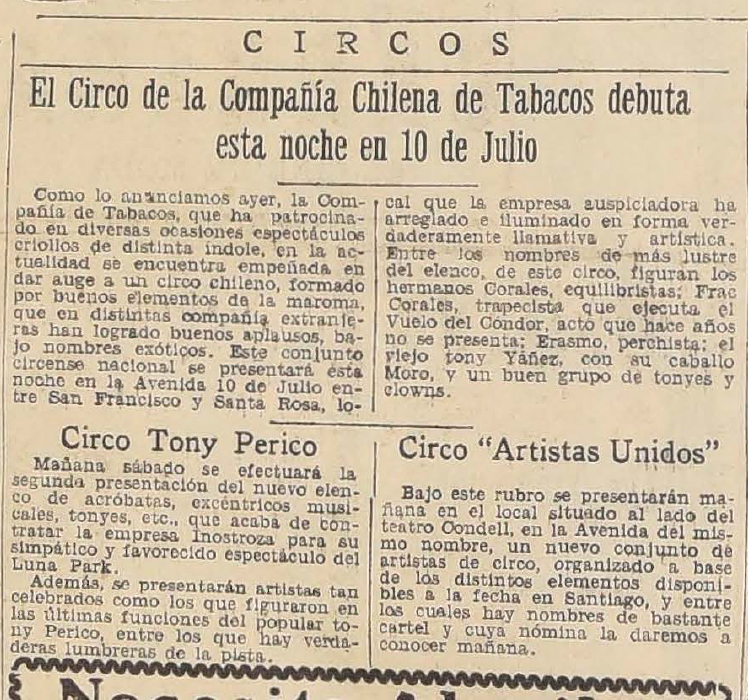 CIRCOS
El Circo de la Compañía Chilena de Tabacos debuta
esta noche en 10 de Julio
Como lo anunciamos ayer, la Com-
pañía de Tabacos, que ha patrocina-
do en diversas ocasiones espectáculos
criollos de distinta índole, en la ac-
tualidad se encuentra empeñada en
dar auge a un circo chileno, formado
por buenos elementos de la maroma,
que en distintas compañía extranje-
ras han logrado buenos aplausos, ba-
jo nombres exóticos. Este conjunto
circense nacional se presentará esta
noche en la Avenida 10 de Julio en-
tre San Francisco y Santa Rosa, lo-
cal que la empresa auspiciadora ha
arreglado e iluminado en forma ver-
daderamente llamativa y artística.
Entre los nombres de más lustre
del elenco, de este circo, figuran los
hermanos Corales, equilibristas; Frac
Corales, trapecista que ejecuta el
Vuelo del Cóndor, acto que hace años
no se presenta; Erasmo, perchista; el
viejo tony Yáñez, con su caballo
Moro, y un buen grupo de tonyes y
clowns.
Circo Tony Perico
Mañana sábado se efectuará la
segunda presentación del nuevo elen-
co de acróbatas, excéntricos musi-
cales, tonyes, etc., que acaba de con-
tratar la empresa Inostroza para su
simpático y favorecido espectáculo del
Luna Park.
Además, se presentarán artistas tan
celebrados como los que figuraron en
las últimas funciones del popular to-
ny Perico, entre los que hay verda-
deras lumbreras de la pista.
Circo "Artistas Unidos"
Bajo este rubro se presentarán ma-
ñana en el local situado al lado del
teatro Condell, en la Avenida del mis-
mo nombre, un nuevo conjunto de
artistas de circo, organizado a base
de los distintos elementos disponi-
bles a la fecha en Santiago, y entre
los cuales hay nombres de bastante
cartel y cuya nómina la daremos a
conocer mañana.